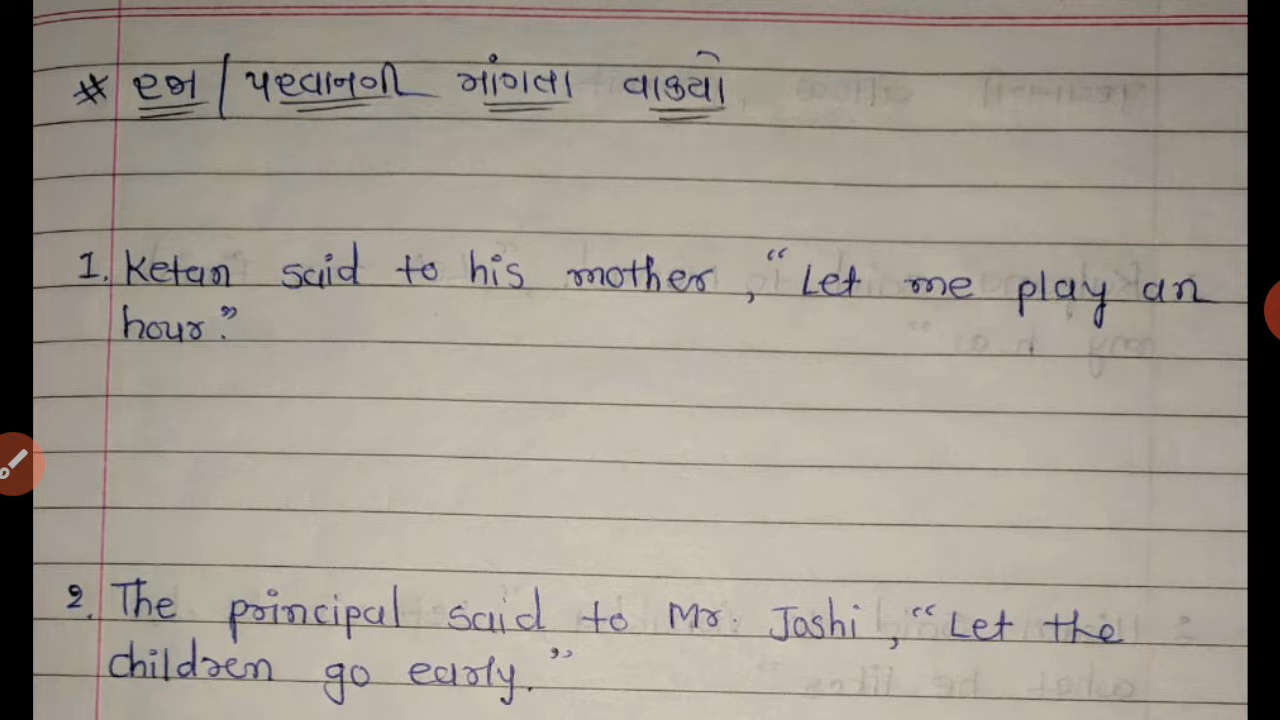 * રજા / પરવાનગી માંગતા વાક્યો
1. Ketan said to his mother, “Let me play an
hour.”
2. The principal said to Mr. Joshi, “Let the
children go early.”